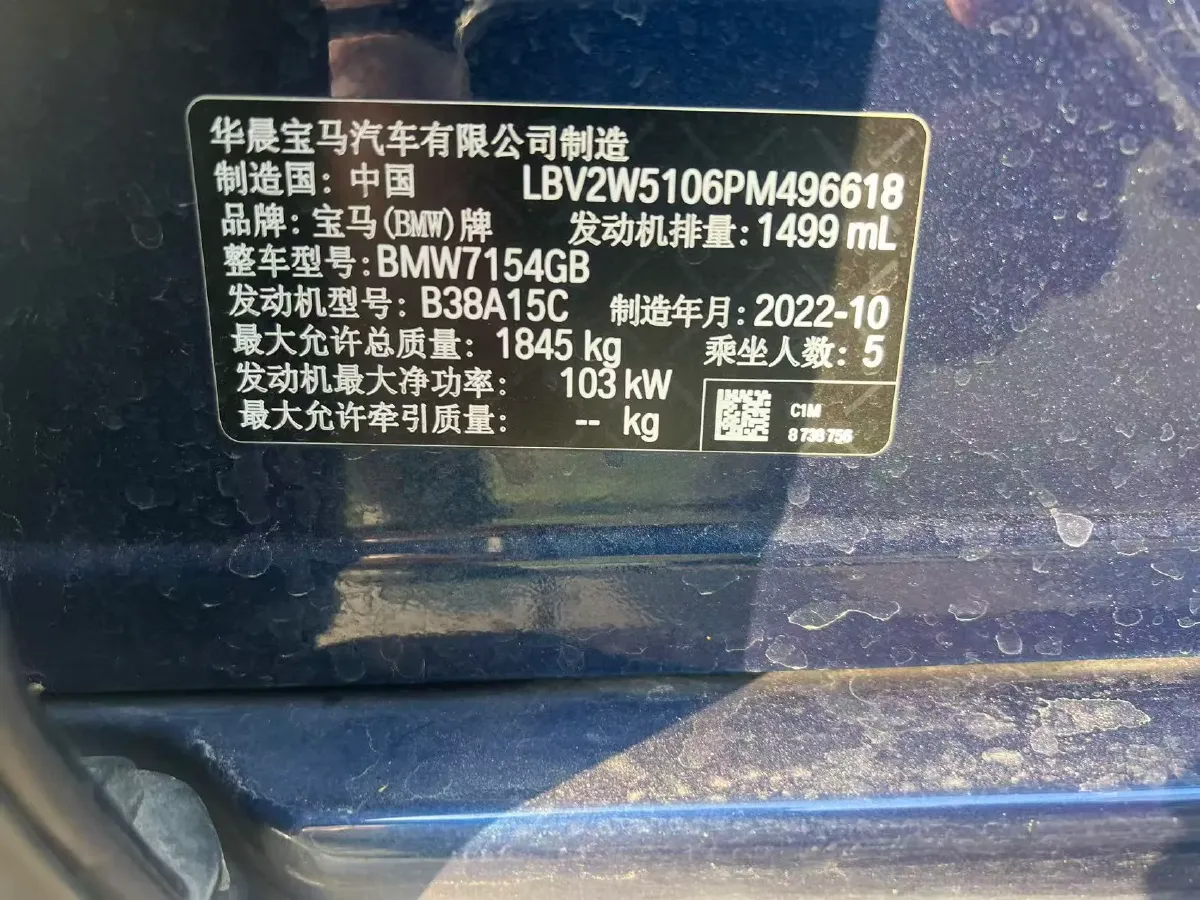 华晨宝马汽车有限公司制造
制造国: 中国 LBV2W5106PM496618
品牌: 宝马(BMW)牌 发动机排量: 1499 mL
整车型号: BMW7154GB
发动机型号: B38A15C 制造年月: 2022-10
最大允许总质量: 1845 kg 乘坐人数: 5
发动机最大净功率: 103 kW
最大允许牵引质量: -- kg
C1M
8 738 756